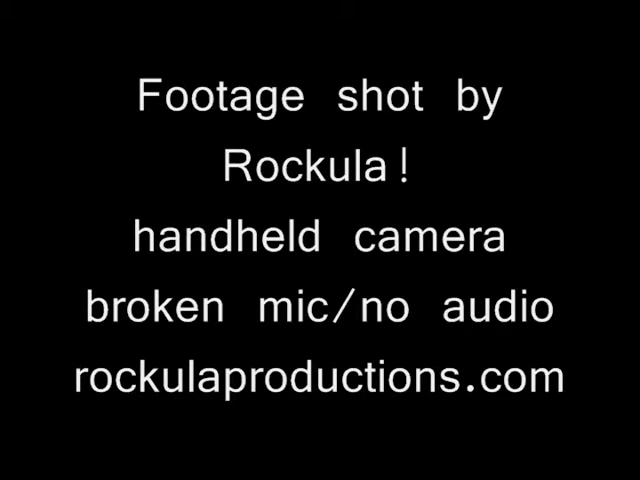 Footage shot by
Rockula!
handheld camera
broken mic/no audio
rockulaproductions.com